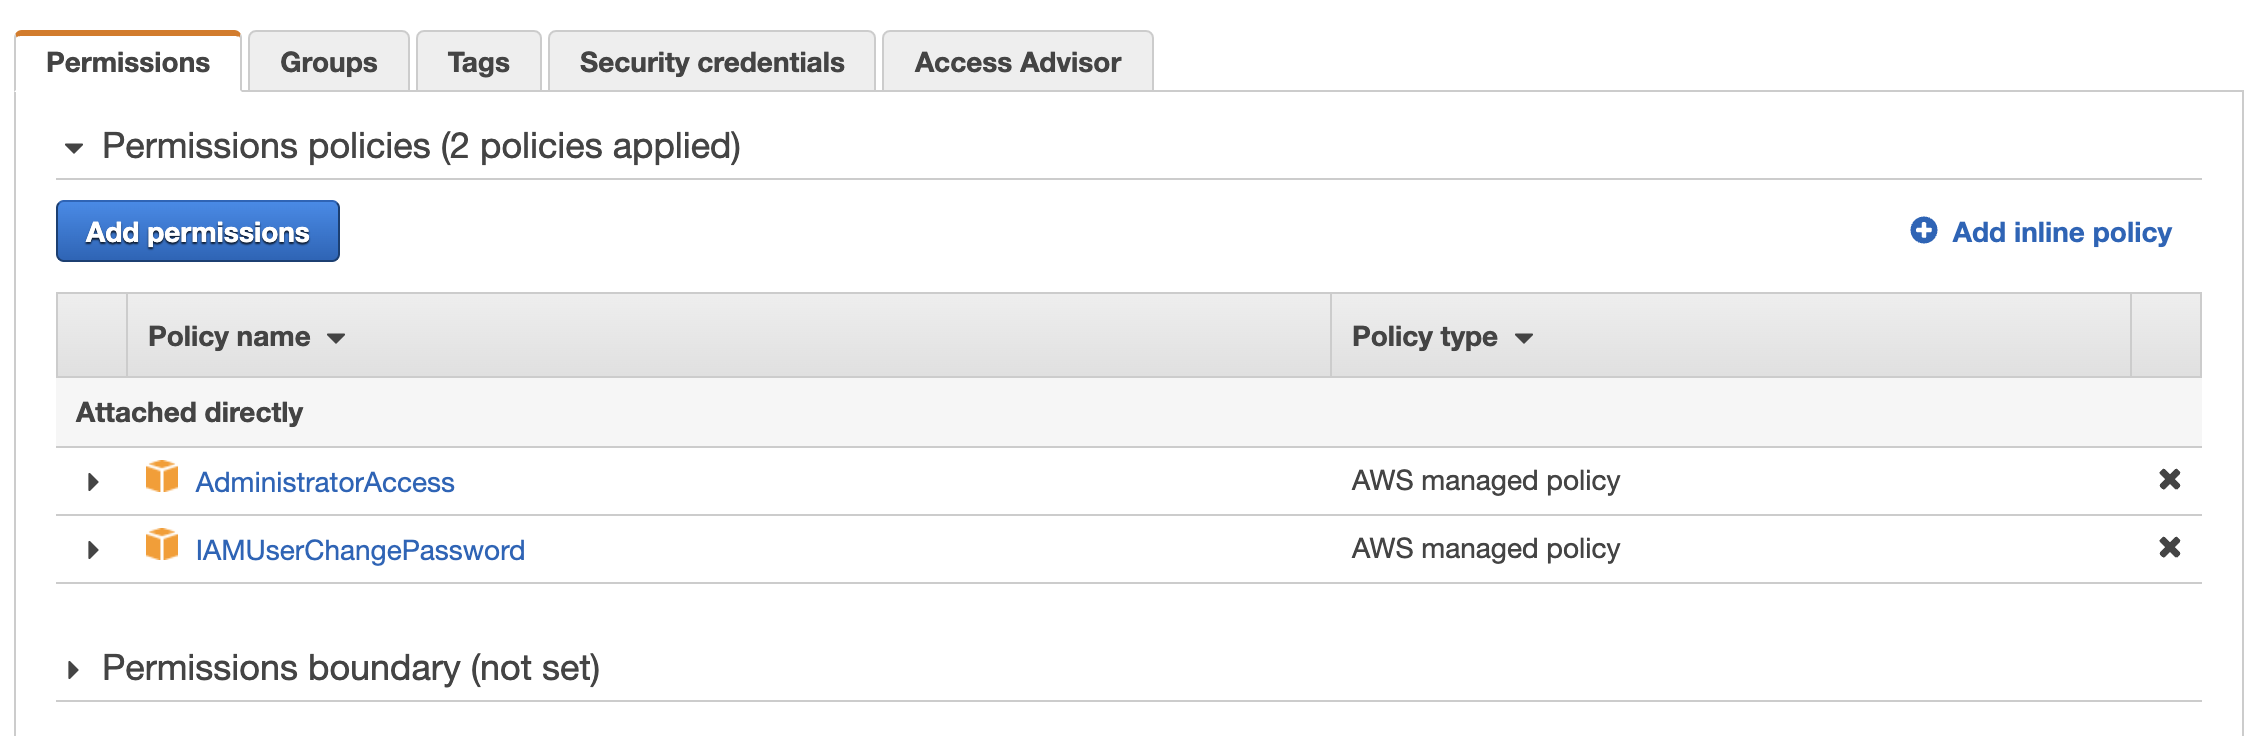 Permissions Groups Tags Security credentials Access Advisor
Permissions policies (2 policies applied)
Add permissions Add inline policy
Policy name Policy type
Attached directly
AdministratorAccess AWS managed policy
IAMUserChangePassword AWS managed policy
Permissions boundary (not set)